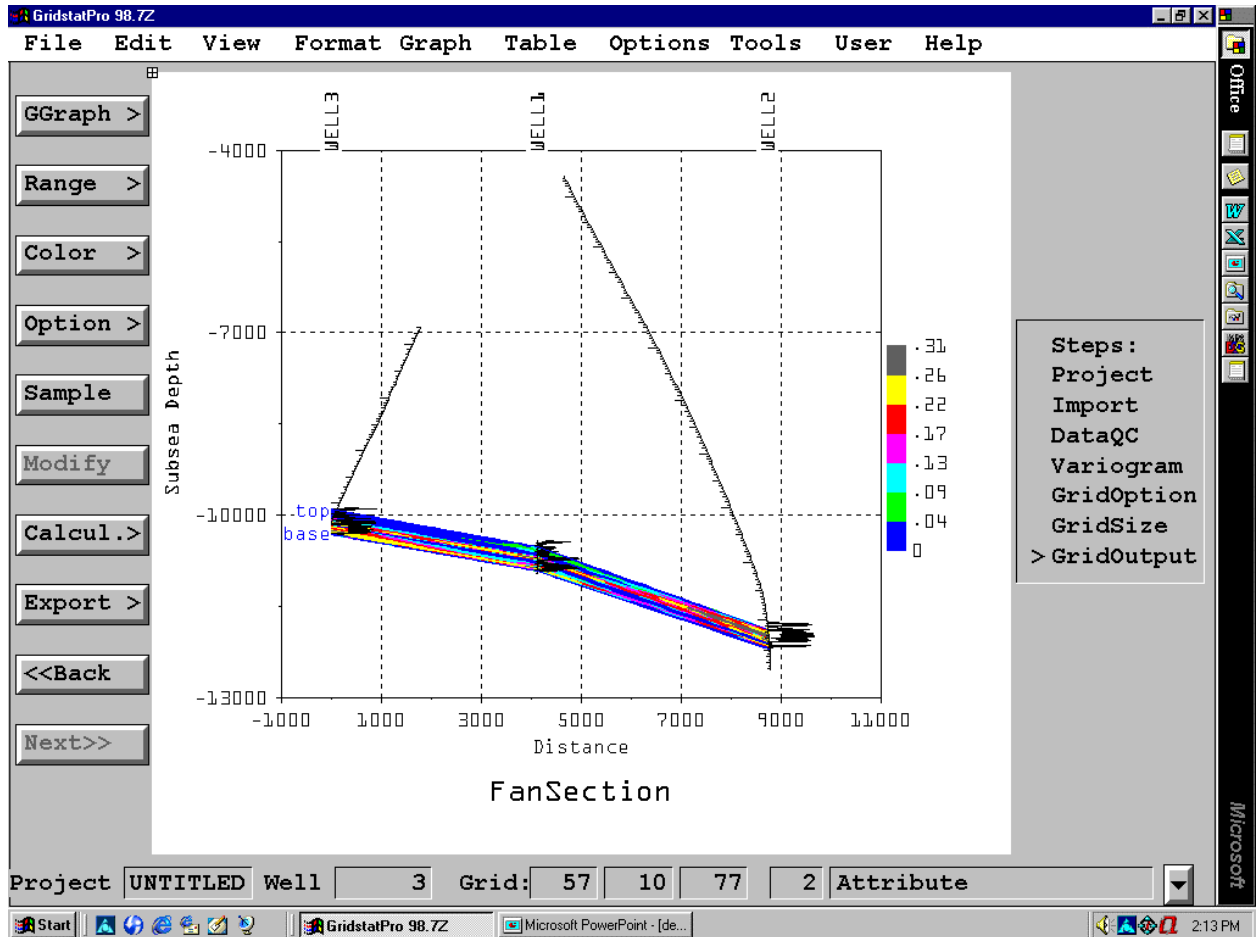 GridstatPro 98.7Z
File Edit View Format Graph Table Options Tools User Help
Office
GGraph >
Range >
Color >
Option >
Sample
Modify
Calcul.>
Export >
<<Back
Next>>
WELL3
WELL1
WELL2
-4000
-7000
-10000
-13000
Subsea Depth
top
base
-1000 1000 3000 5000 7000 9000 11000
Distance
FanSection
.31
.26
.22
.17
.13
.09
.04
0
Steps:
Project
Import
DataQC
Variogram
GridOption
GridSize
> GridOutput
Microsoft
Project UNTITLED Well 3 Grid: 57 10 77 2 Attribute
Start GridstatPro 98.7Z Microsoft PowerPoint - [de... 2:13 PM